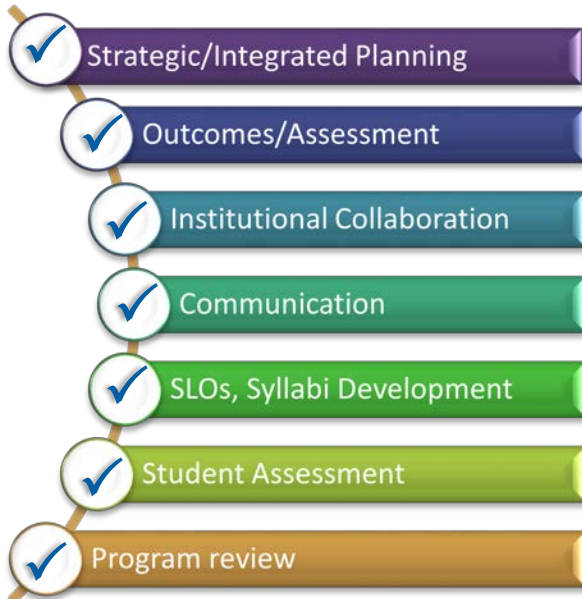 Strategic/Integrated Planning
Outcomes/Assessment
Institutional Collaboration
Communication
SLOs, Syllabi Development
Student Assessment
Program review